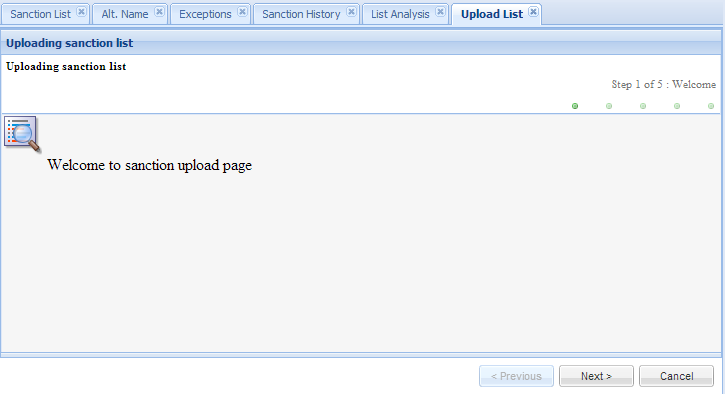 Sanction List Alt. Name Exceptions Sanction History List Analysis Upload List
Uploading sanction list
Uploading sanction list
Step 1 of 5 : Welcome
Welcome to sanction upload page
< Previous Next > Cancel